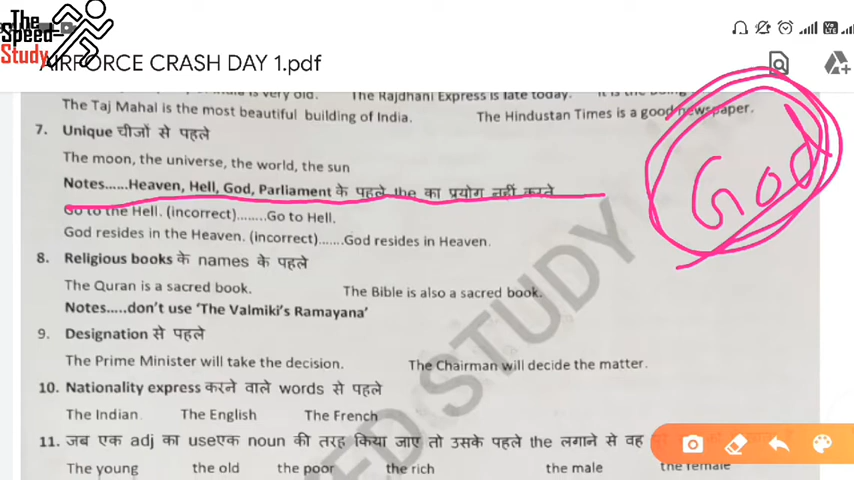 The
Speed
Study
AIRFORCE CRASH DAY 1.pdf
is very old. The Rajdhani Express is late today. It is the
The Taj Mahal is the most beautiful building of India. The Hindustan Times is a good newspaper.
7. Unique चीजों से पहले
The moon, the universe, the world, the sun
Notes.....Heaven, Hell, God, Parliament के पहले the का प्रयोग नहीं करते
Go to the Hell. (incorrect)........Go to Hell.
God resides in the Heaven. (incorrect)......God resides in Heaven.
God
8. Religious books के names के पहले
The Quran is a sacred book. The Bible is also a sacred book.
Notes.....don't use 'The Valmiki's Ramayana'
9. Designation से पहले
The Prime Minister will take the decision. The Chairman will decide the matter.
10. Nationality express करने वाले words से पहले
The Indian The English The French
11. जब एक adj का useएक noun की तरह किया जाए तो उसके पहले the लगाने से वह
The young the old the poor the rich the male the female
STUDY